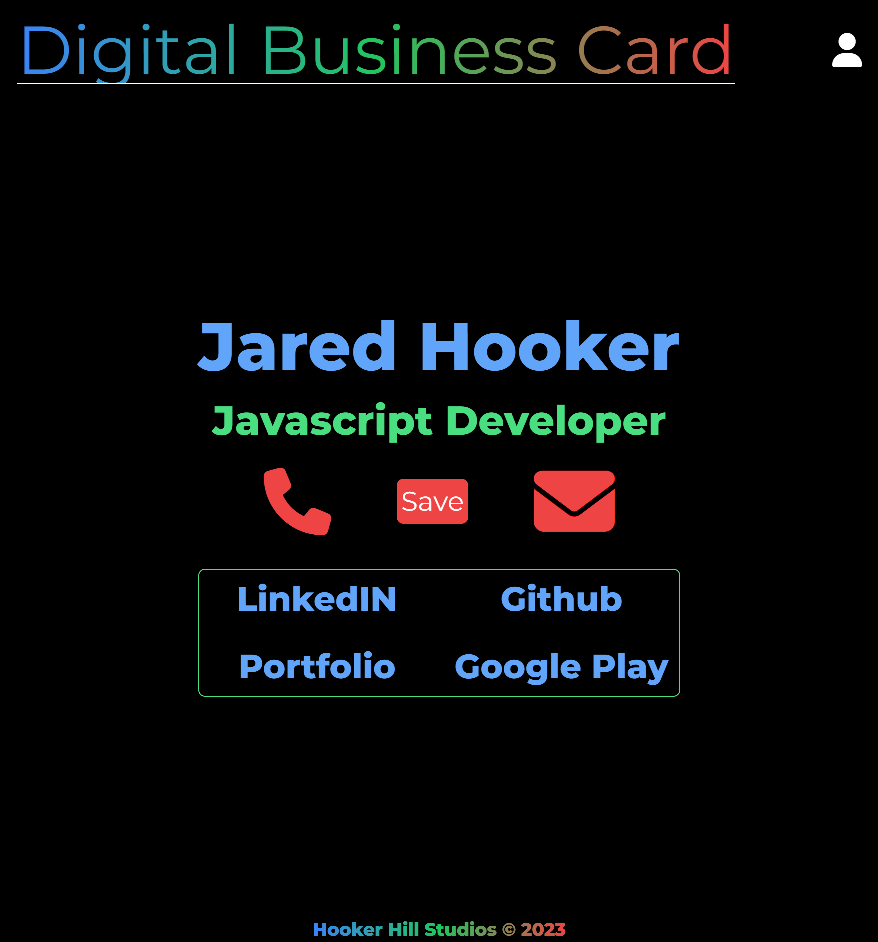 Digital Business Card
Jared Hooker
Javascript Developer
Save
LinkedIN Github
Portfolio Google Play
Hooker Hill Studios © 2023